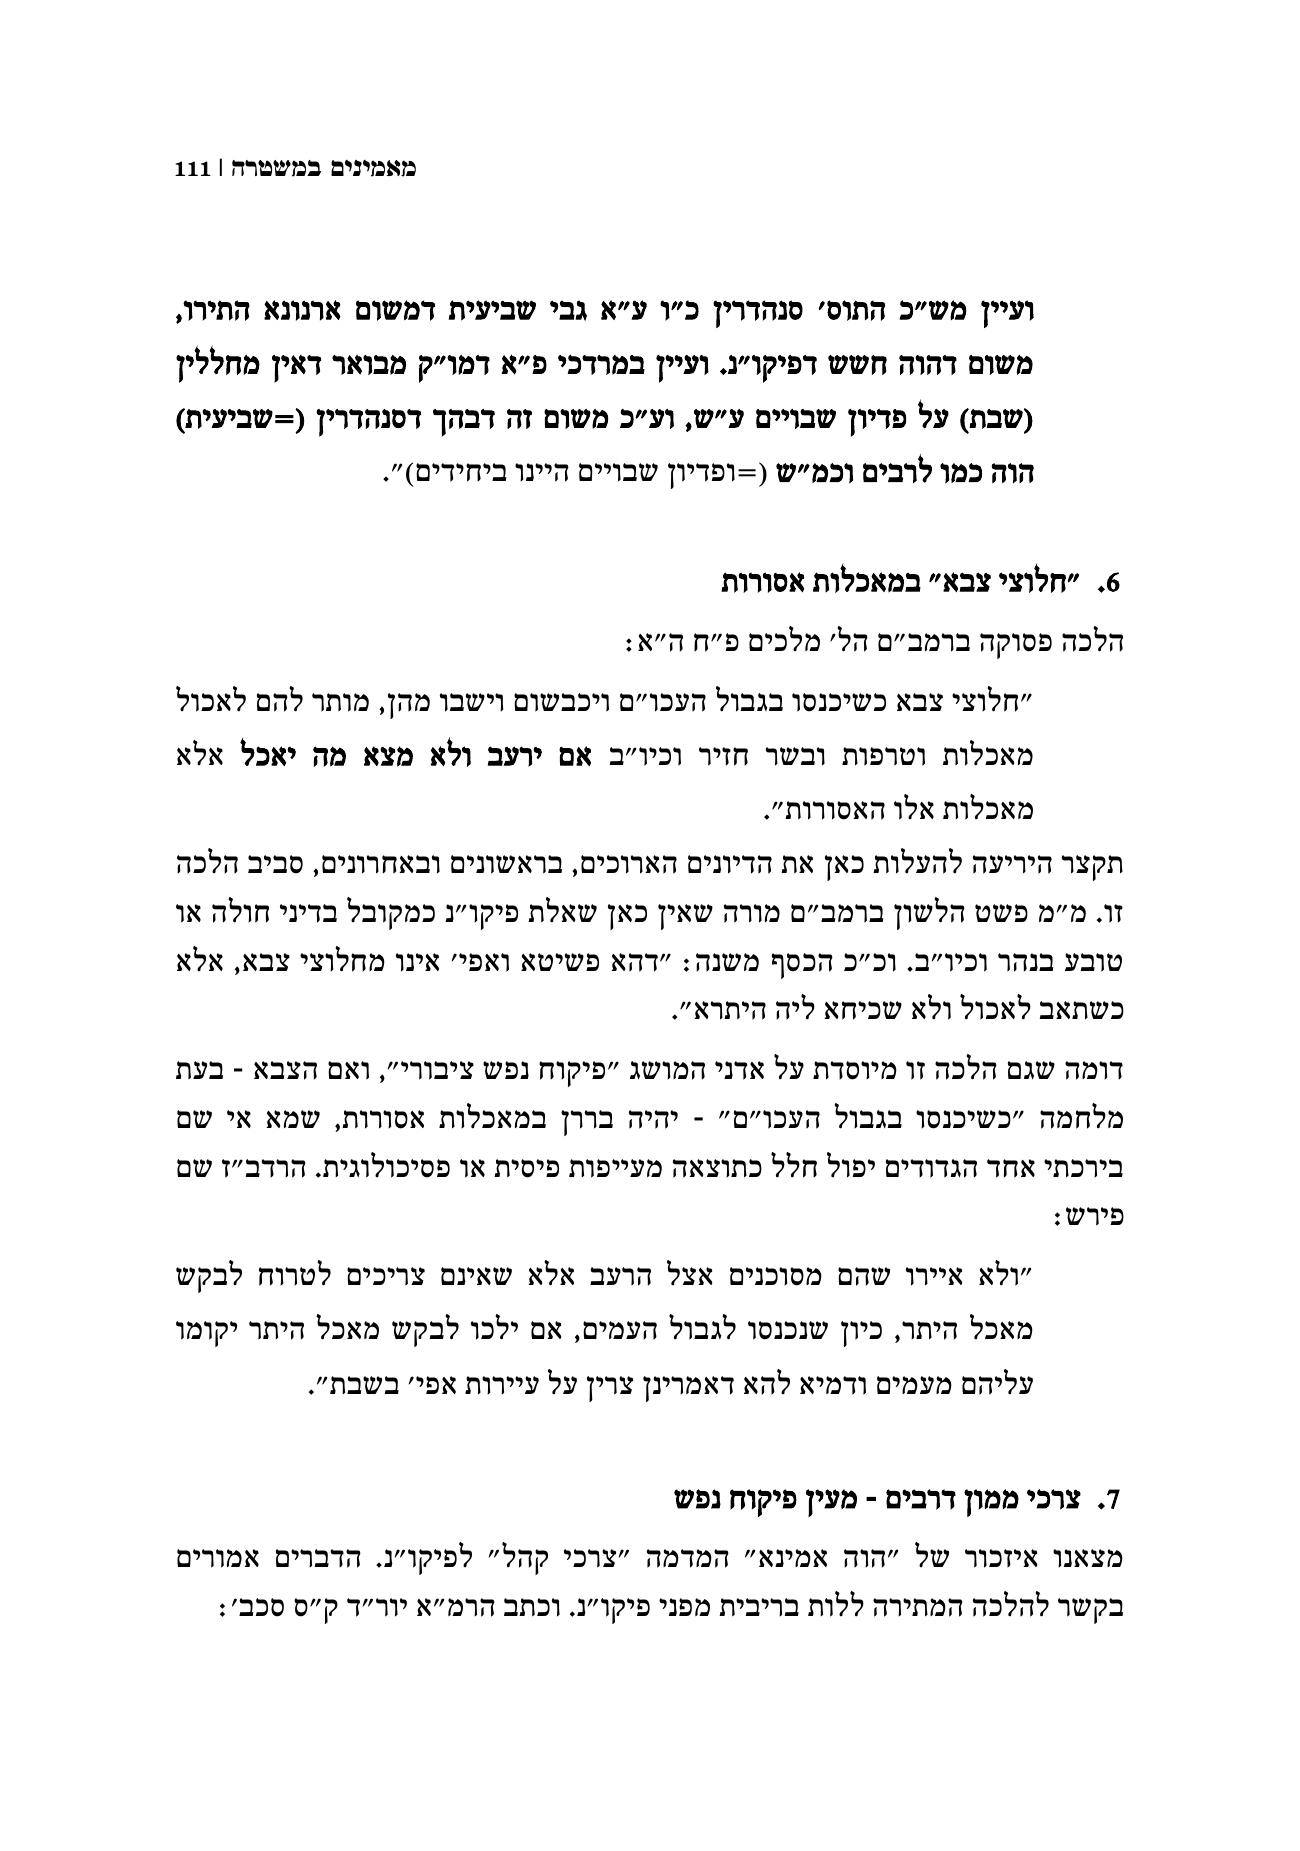 מאמינים במשטרה | 111
ועיין מש״כ התוס׳ סנהדרין כ״ו ע״א גבי שביעית דמשום ארנונא התירו,
משום דהוה חשש דפיקו״נ. ועיין במרדכי פ״א דמו״ק מבואר דאין מחללין
(שבת) על פדיון שבויים ע״ש, וע״כ משום זה דבהך דסנהדרין (=שביעית)
הוה כמו לרבים וכמ״ש (=ופדיון שבויים היינו ביחידים)״.
6. ״חלוצי צבא״ במאכלות אסורות
הלכה פסוקה ברמב״ם הל׳ מלכים פ״ח ה״א:
״חלוצי צבא כשיכנסו בגבול העכו״ם ויכבשום וישבו מהן, מותר להם לאכול
מאכלות וטרפות ובשר חזיר וכיו״ב אם ירעב ולא מצא מה יאכל אלא
מאכלות אלו האסורות״.
תקצר היריעה להעלות כאן את הדיונים הארוכים, בראשונים ובאחרונים, סביב הלכה
זו. מ״מ פשט הלשון ברמב״ם מורה שאין כאן שאלת פיקו״נ כמקובל בדיני חולה או
טובע בנהר וכיו״ב. וכ״כ הכסף משנה: ״דהא פשיטא ואפי׳ אינו מחלוצי צבא, אלא
כשתאב לאכול ולא שכיחא ליה היתרא״.
דומה שגם הלכה זו מיוסדת על אדני המושג ״פיקוח נפש ציבורי״, ואם הצבא - בעת
מלחמה ״כשיכנסו בגבול העכו״ם״ - יהיה בררן במאכלות אסורות, שמא אי שם
בירכתי אחד הגדודים יפול חלל כתוצאה מעייפות פיסית או פסיכולוגית. הרדב״ז שם
פירש:
״ולא איירו שהם מסוכנים אצל הרעב אלא שאינם צריכים לטרוח לבקש
מאכל היתר, כיון שנכנסו לגבול העמים, אם ילכו לבקש מאכל היתר יקומו
עליהם מעמים ודמיא להא דאמרינן צרין על עיירות אפי׳ בשבת״.
7. צרכי ממון דרבים - מעין פיקוח נפש
מצאנו איזכור של ״הוה אמינא״ המדמה ״צרכי קהל״ לפיקו״נ. הדברים אמורים
בקשר להלכה המתירה ללות בריבית מפני פיקו״נ. וכתב הרמ״א יור״ד ק״ס סכב׳: